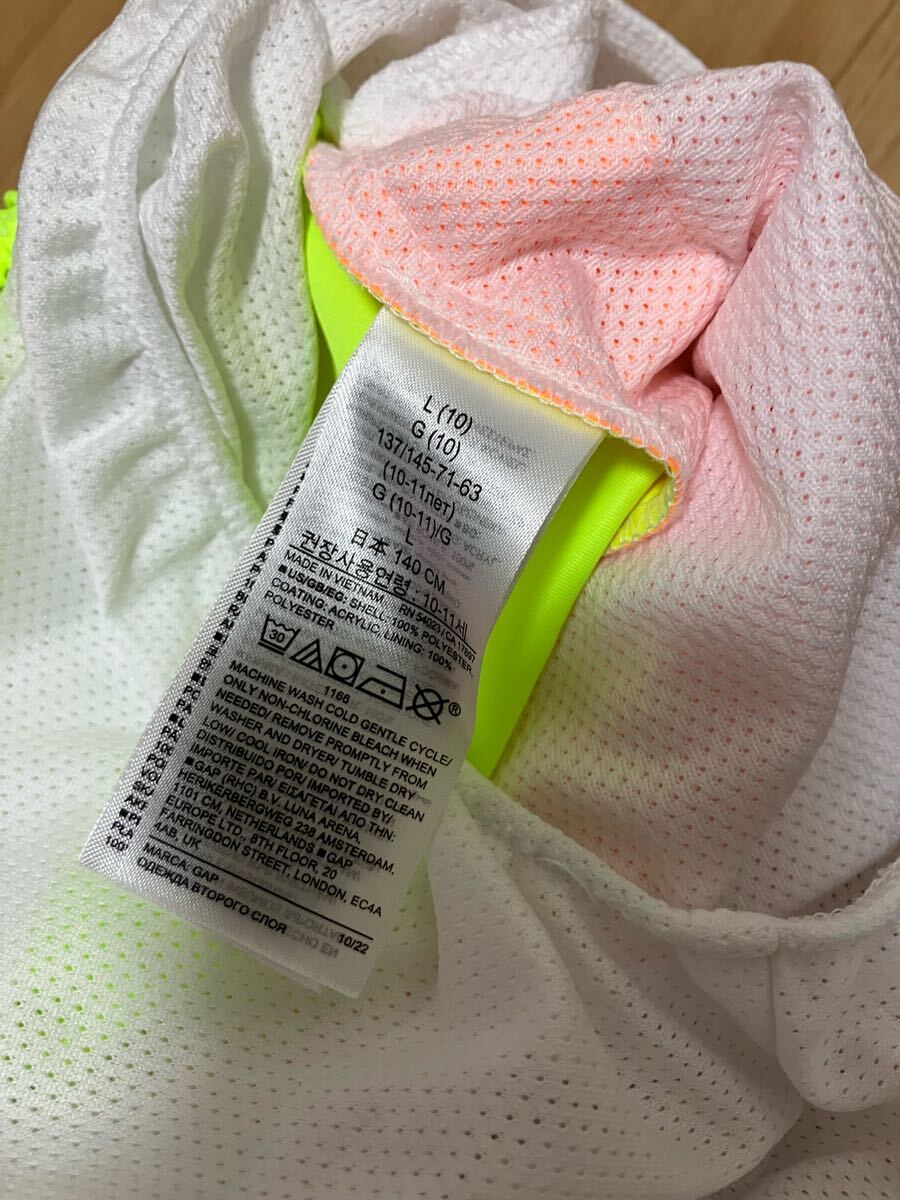 L (10)
G (10)
137/145-71-63
(10-11лет)
G (10-11)/G
L
日本 140 CM
권장사용연령 : 10-11세
MADE IN VIETNAM RN 54023 / CA 17897
■US/GB/EG: SHELL: 100% POLYESTER.
COATING: ACRYLIC. LINING: 100%
POLYESTER
30
®
1166
MACHINE WASH COLD GENTLE CYCLE/
ONLY NON-CHLORINE BLEACH WHEN
NEEDED/ REMOVE PROMPTLY FROM
WASHER AND DRYER/ TUMBLE DRY
LOW/ COOL IRON/ DO NOT DRY CLEAN
DISTRIBUIDO POR/ IMPORTED BY/
IMPORTE PAR/ ΕΙΣΑΓΕΤΑΙ ΑΠΟ ΤΗΝ:
■GAP (RHC) B.V. LUNA ARENA,
HERIKERBERGWEG 238 AMSTERDAM,
1101 CM, NETHERLANDS ■GAP
EUROPE LTD, 8TH FLOOR, 20
FARRINGDON STREET, LONDON, EC4A
4AB, UK
MARCA: GAP
ОДЕЖДА ВТОРОГО СЛОЯ
10/22